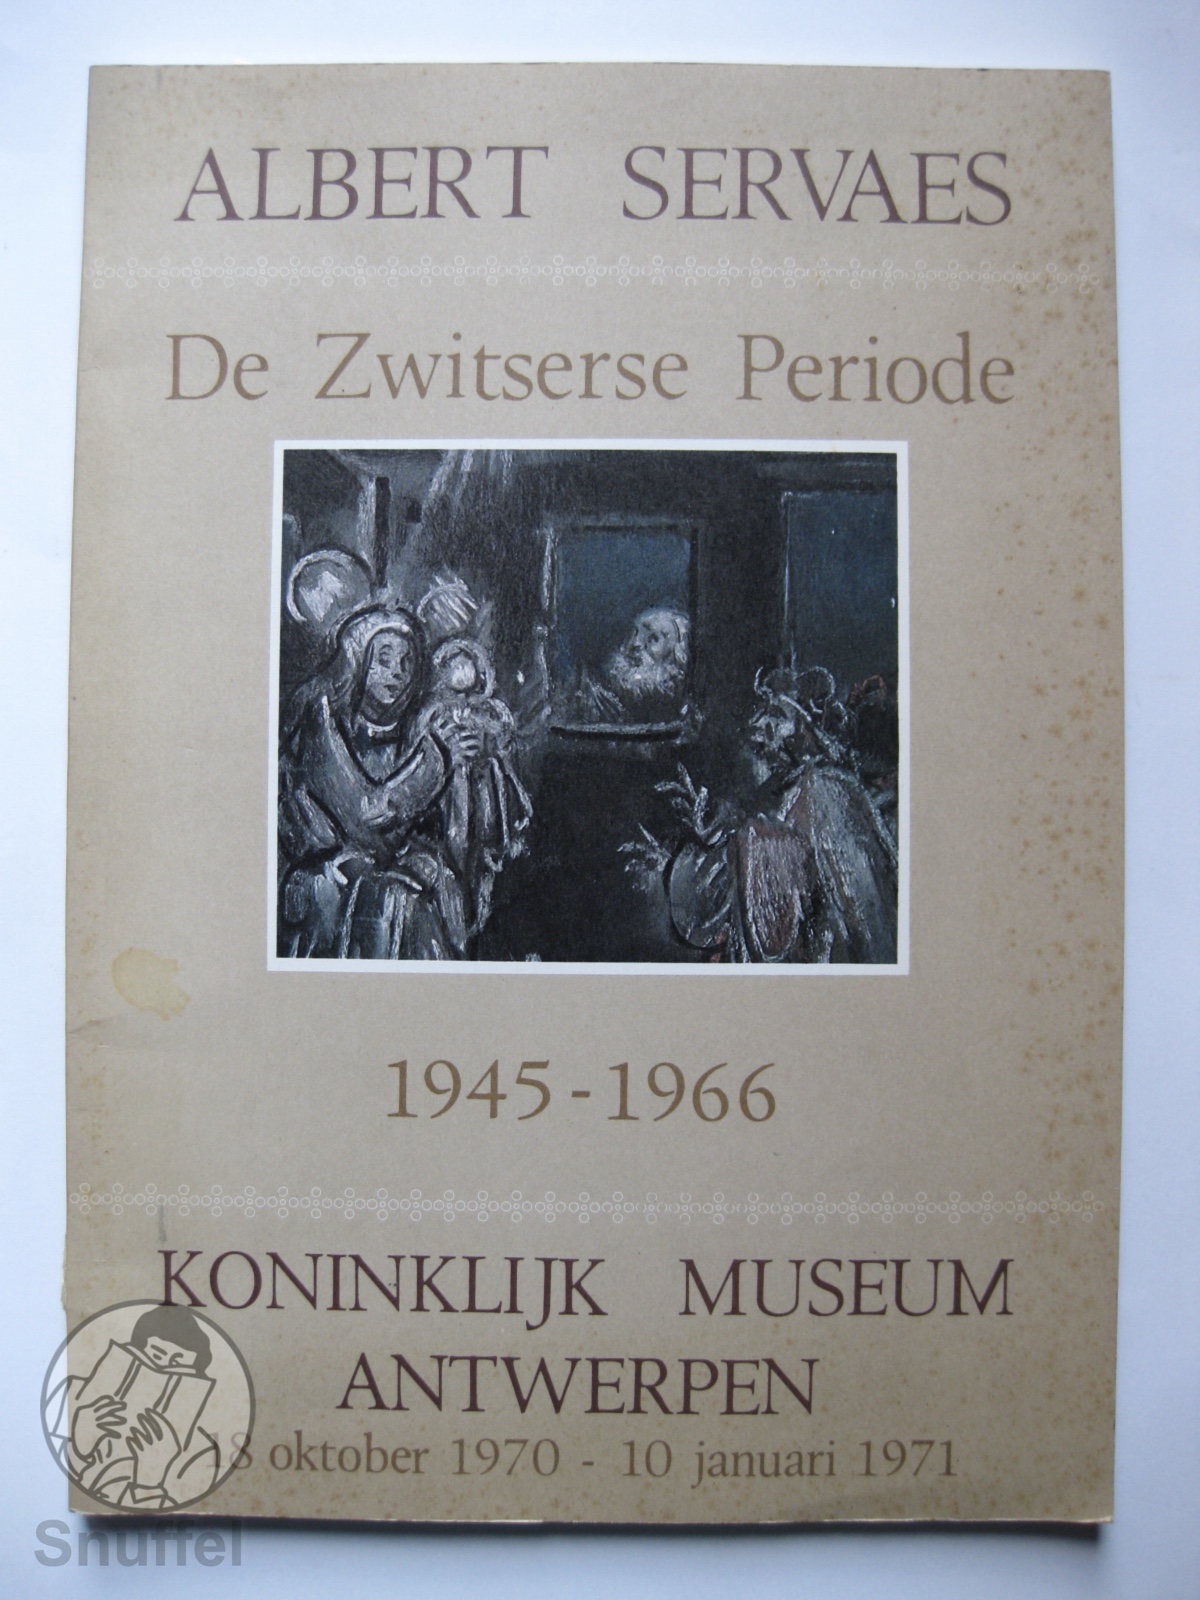 ALBERT SERVAES
De Zwitserse Periode
1945-1966
KONINKLIJK MUSEUM
ANTWERPEN
18 oktober 1970 - 10 januari 1971
Snuffel